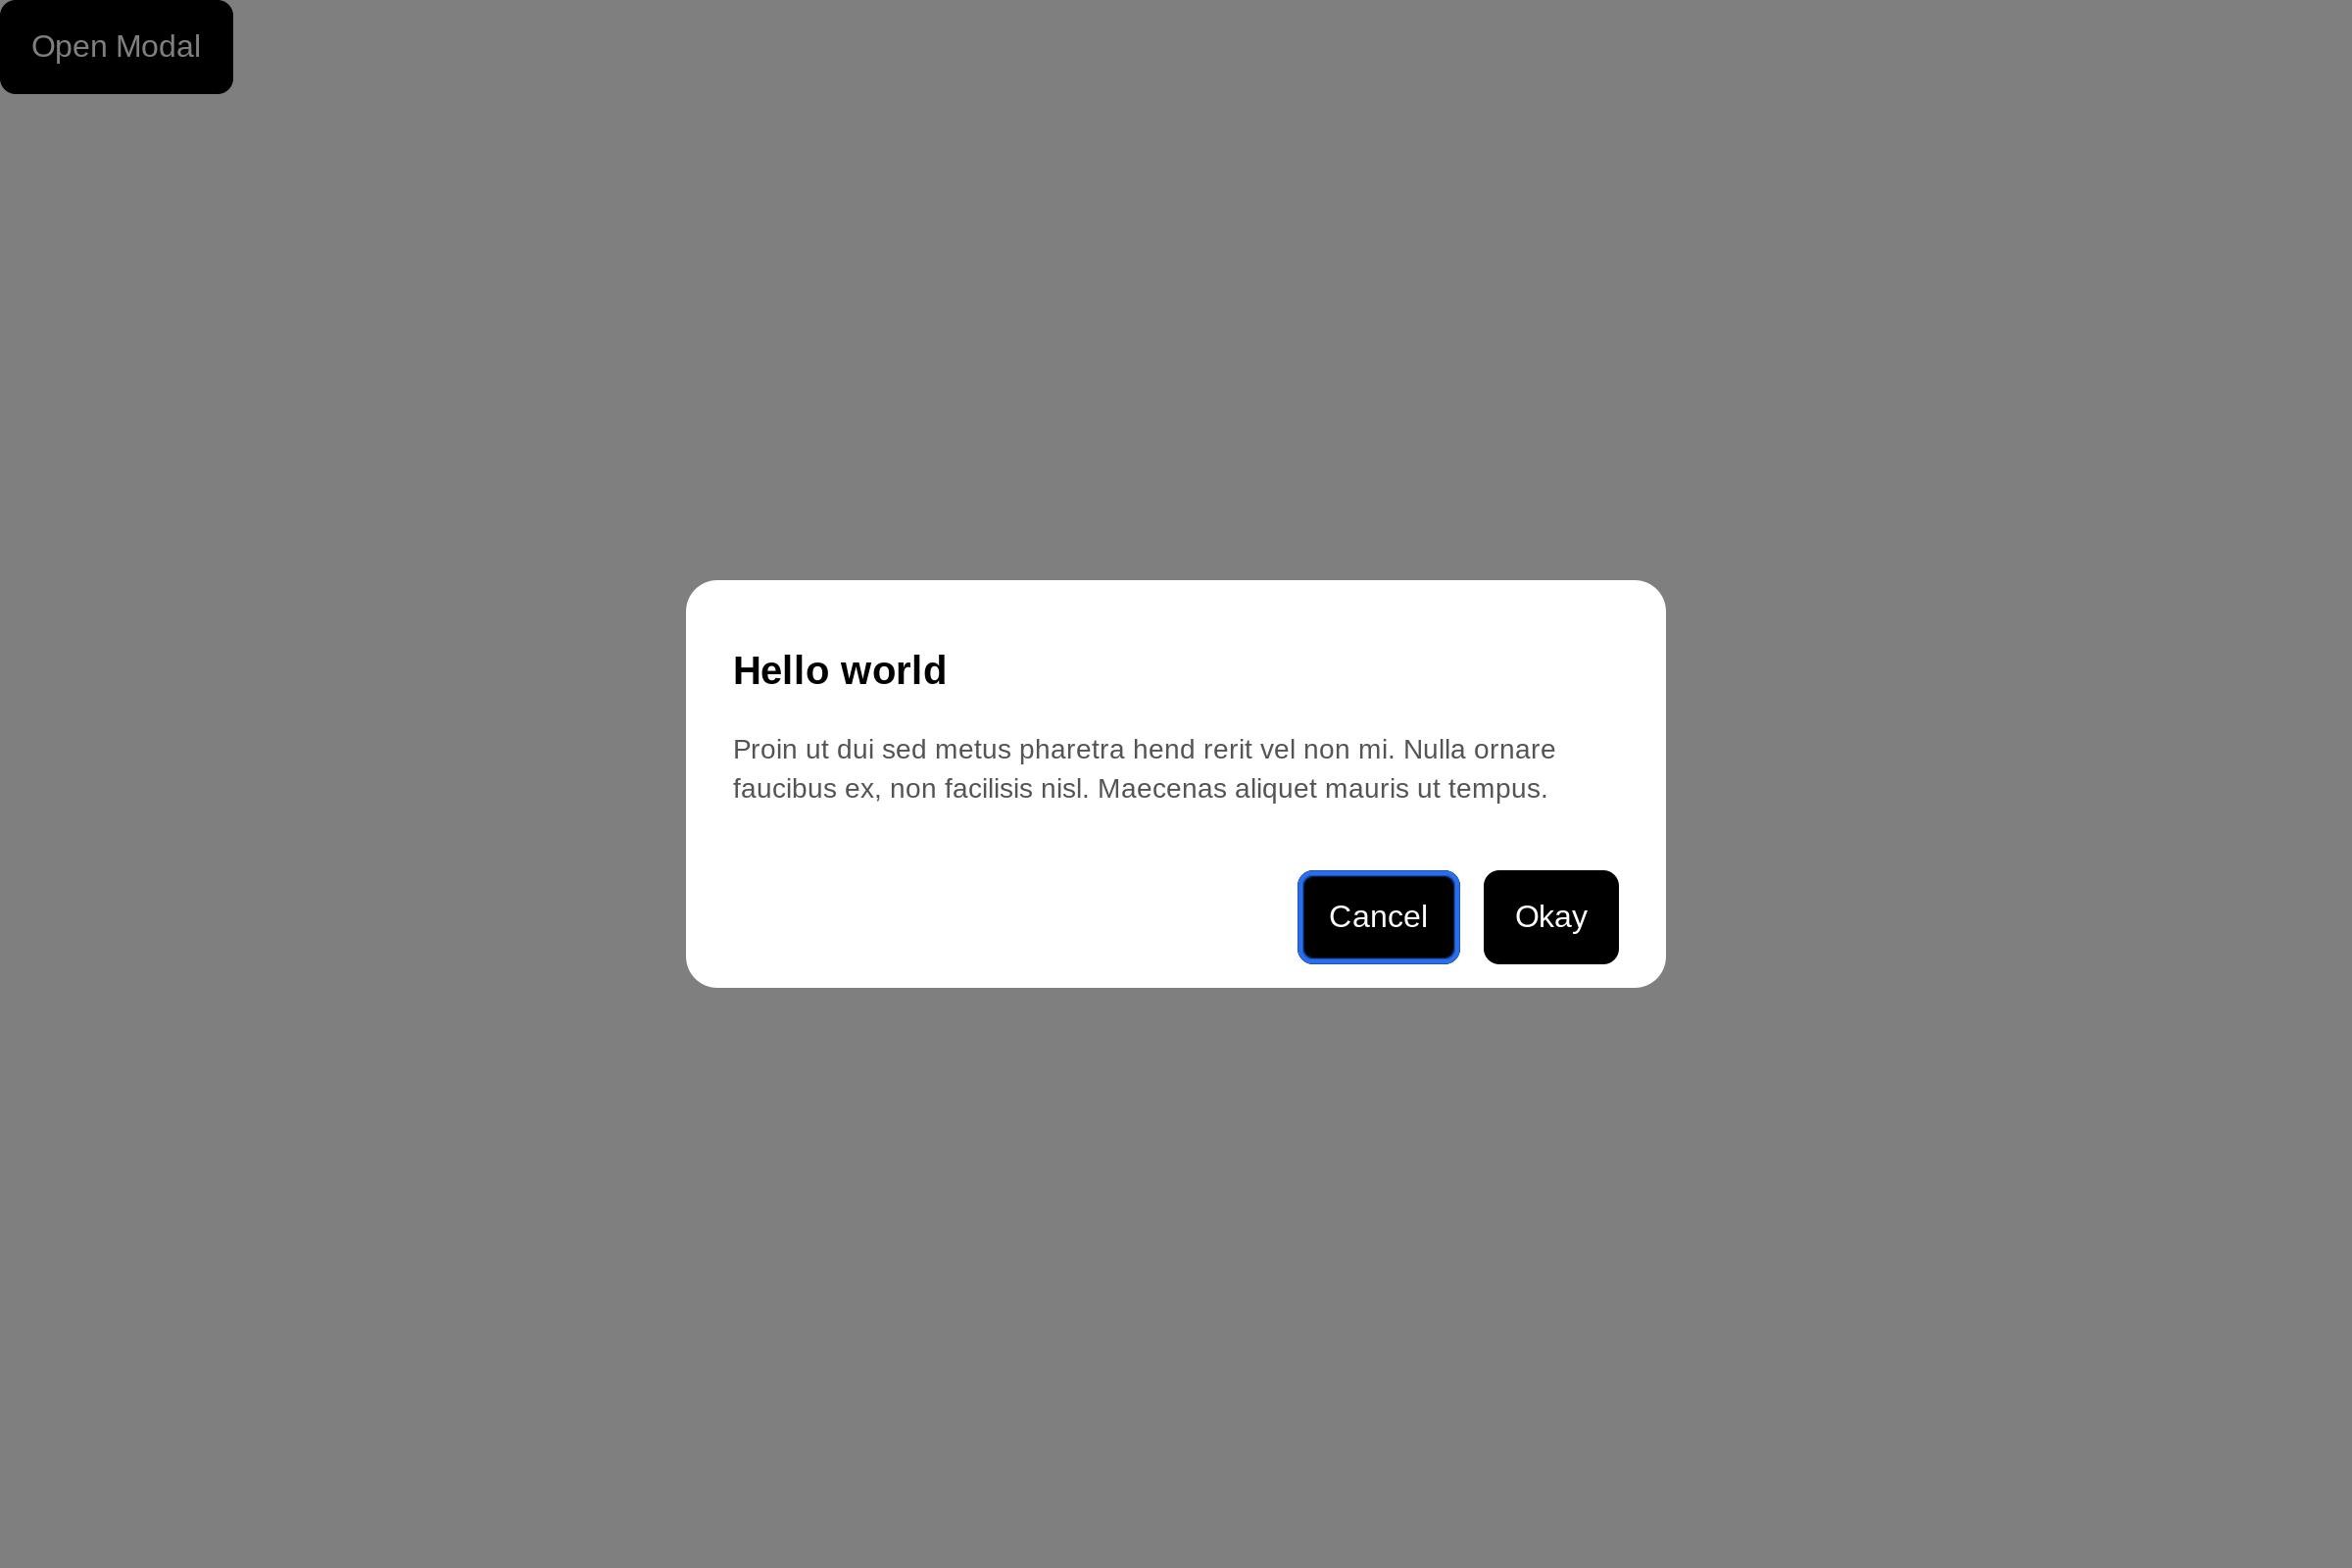 Open Modal
Hello world
Proin ut dui sed metus pharetra hend rerit vel non mi. Nulla ornare
faucibus ex, non facilisis nisl. Maecenas aliquet mauris ut tempus.
Cancel
Okay